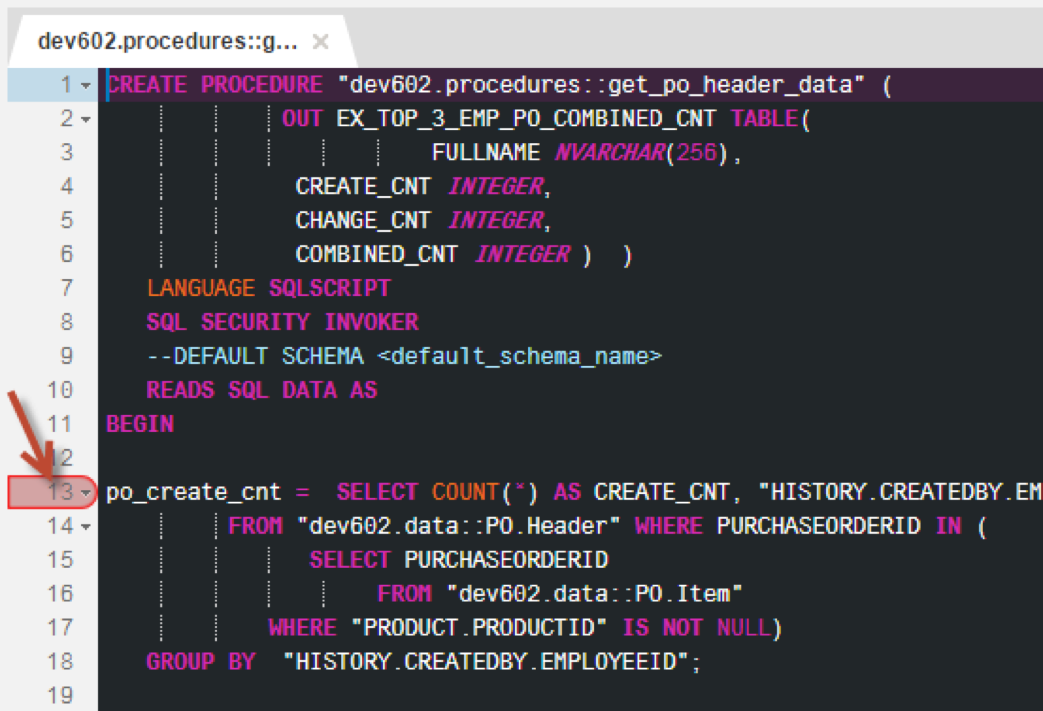 dev602.procedures::g... ×
1 CREATE PROCEDURE "dev602.procedures::get_po_header_data" (
2 OUT EX_TOP_3_EMP_PO_COMBINED_CNT TABLE(
3 FULLNAME NVARCHAR(256),
4 CREATE_CNT INTEGER,
5 CHANGE_CNT INTEGER,
6 COMBINED_CNT INTEGER ) )
7 LANGUAGE SQLSCRIPT
8 SQL SECURITY INVOKER
9 --DEFAULT SCHEMA <default_schema_name>
10 READS SQL DATA AS
11 BEGIN
12
13 po_create_cnt = SELECT COUNT(*) AS CREATE_CNT, "HISTORY.CREATEDBY.EM
14 FROM "dev602.data::PO.Header" WHERE PURCHASEORDERID IN (
15 SELECT PURCHASEORDERID
16 FROM "dev602.data::PO.Item"
17 WHERE "PRODUCT.PRODUCTID" IS NOT NULL)
18 GROUP BY "HISTORY.CREATEDBY.EMPLOYEEID";
19